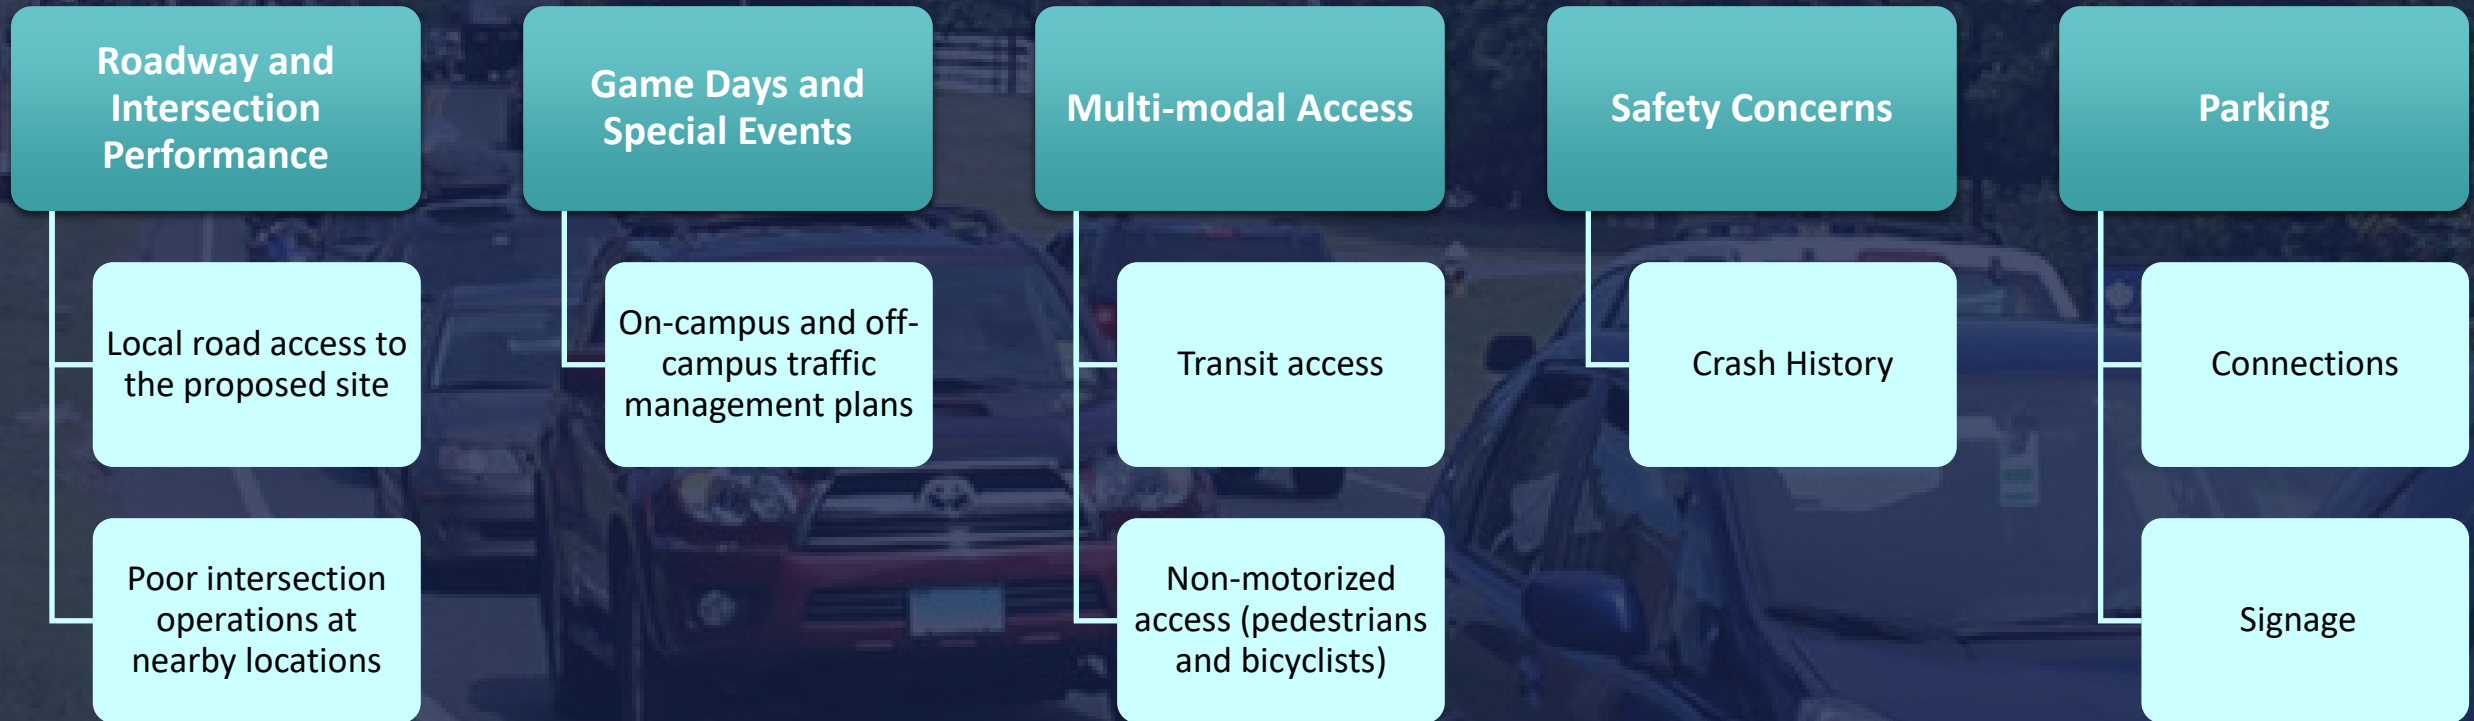 Roadway and
Intersection
Performance
Local road access to
the proposed site
Poor intersection
operations at
nearby locations
Game Days and
Special Events
On-campus and off-
campus traffic
management plans
Multi-modal Access
Transit access
Non-motorized
access (pedestrians
and bicyclists)
Safety Concerns
Crash History
Parking
Connections
Signage